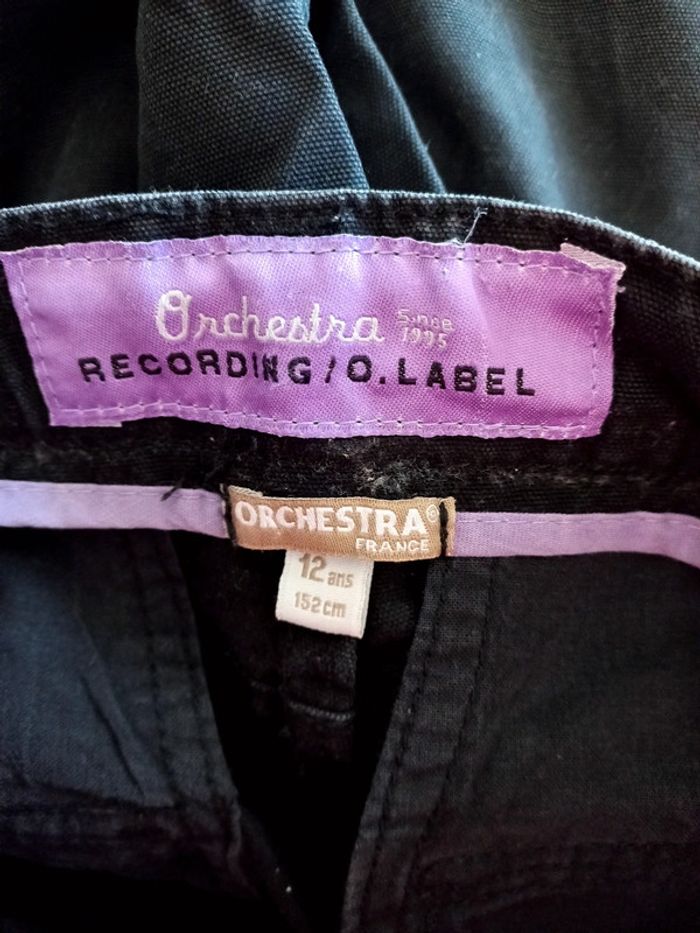 Orchestra Since 1995
RECORDING/O.LABEL
ORCHESTRA®
FRANCE
12 ans
152cm